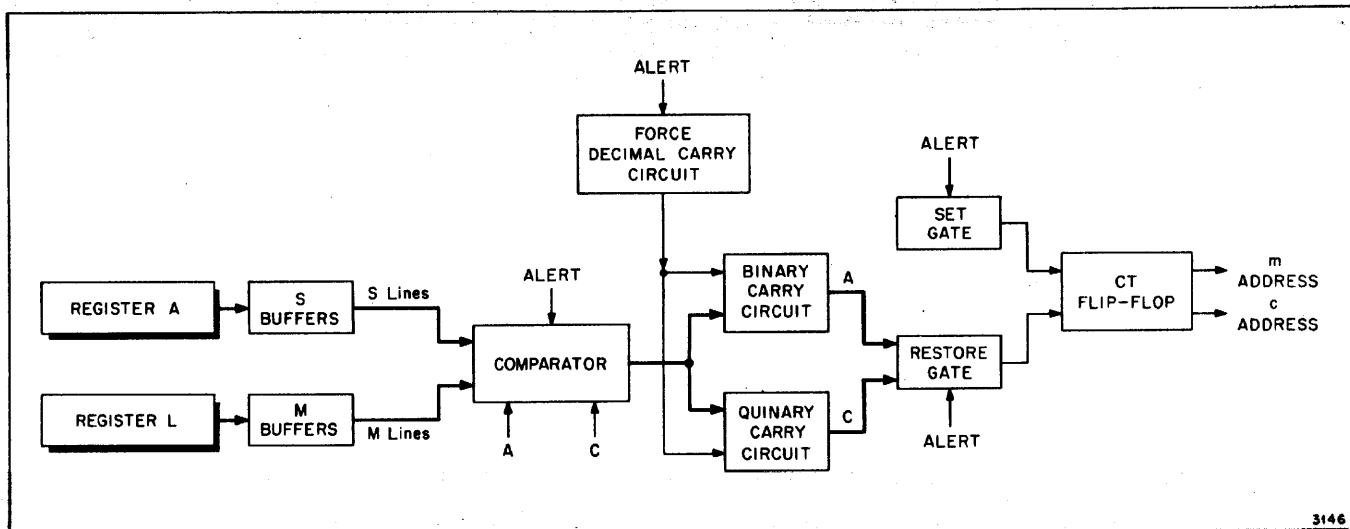 ALERT
FORCE
DECIMAL CARRY
CIRCUIT
ALERT
SET
GATE
REGISTER A
S
BUFFERS
S Lines
ALERT
COMPARATOR
BINARY
CARRY
CIRCUIT
A
CT
FLIP-FLOP
m
ADDRESS
c
ADDRESS
RESTORE
GATE
ALERT
REGISTER L
M
BUFFERS
M Lines
A
C
QUINARY
CARRY
CIRCUIT
C
3146